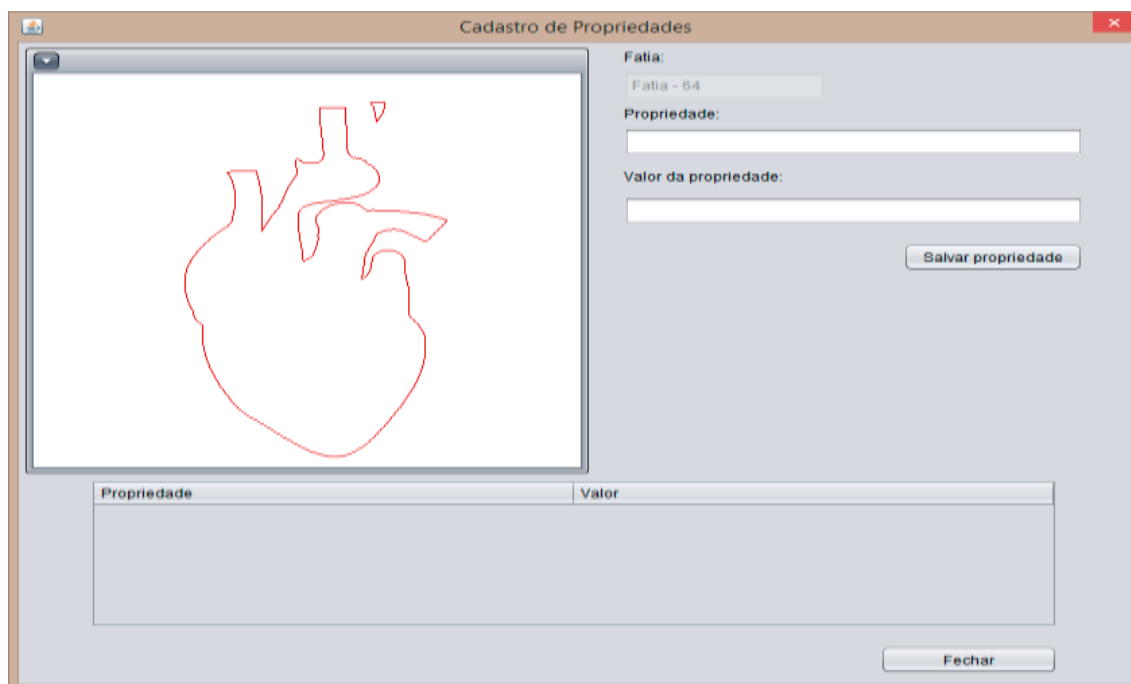 Cadastro de Propriedades
Fatia:
Fatia - 64
Propriedade:
Valor da propriedade:
Salvar propriedade
Propriedade Valor
Fechar